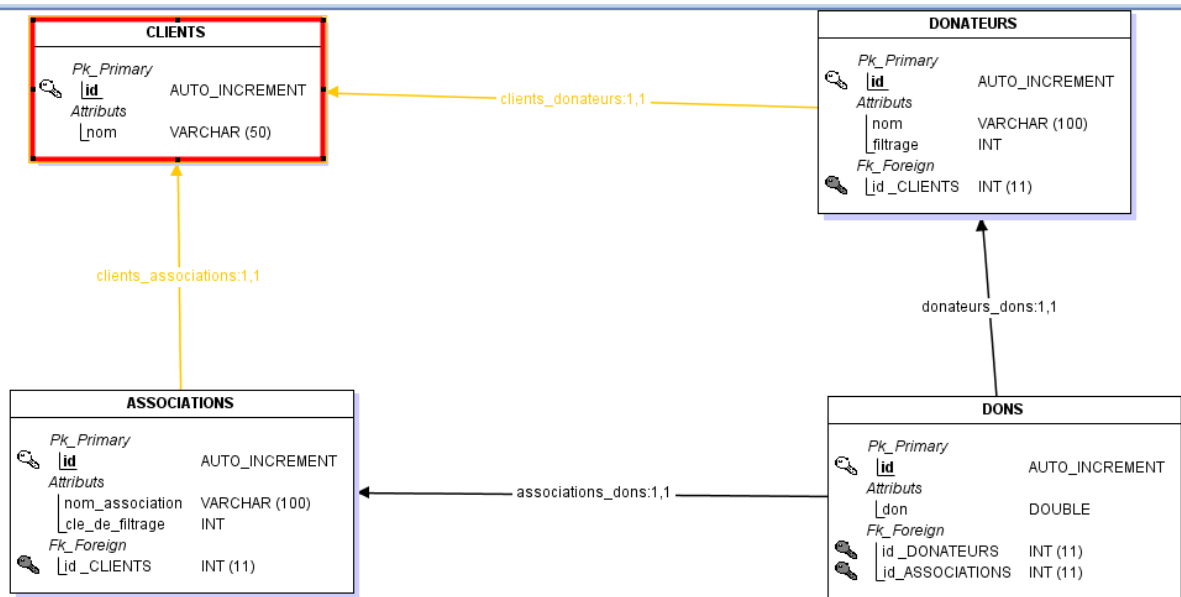 CLIENTS
Pk_Primary
id AUTO_INCREMENT
Attributs
nom VARCHAR (50)
clients_donateurs:1,1
DONATEURS
Pk_Primary
id AUTO_INCREMENT
Attributs
nom VARCHAR (100)
filtrage INT
Fk_Foreign
id _CLIENTS INT (11)
clients_associations:1,1
donateurs_dons:1,1
ASSOCIATIONS
Pk_Primary
id AUTO_INCREMENT
Attributs
nom_association VARCHAR (100)
cle_de_filtrage INT
Fk_Foreign
id _CLIENTS INT (11)
associations_dons:1,1
DONS
Pk_Primary
id AUTO_INCREMENT
Attributs
don DOUBLE
Fk_Foreign
id _DONATEURS INT (11)
id_ASSOCIATIONS INT (11)